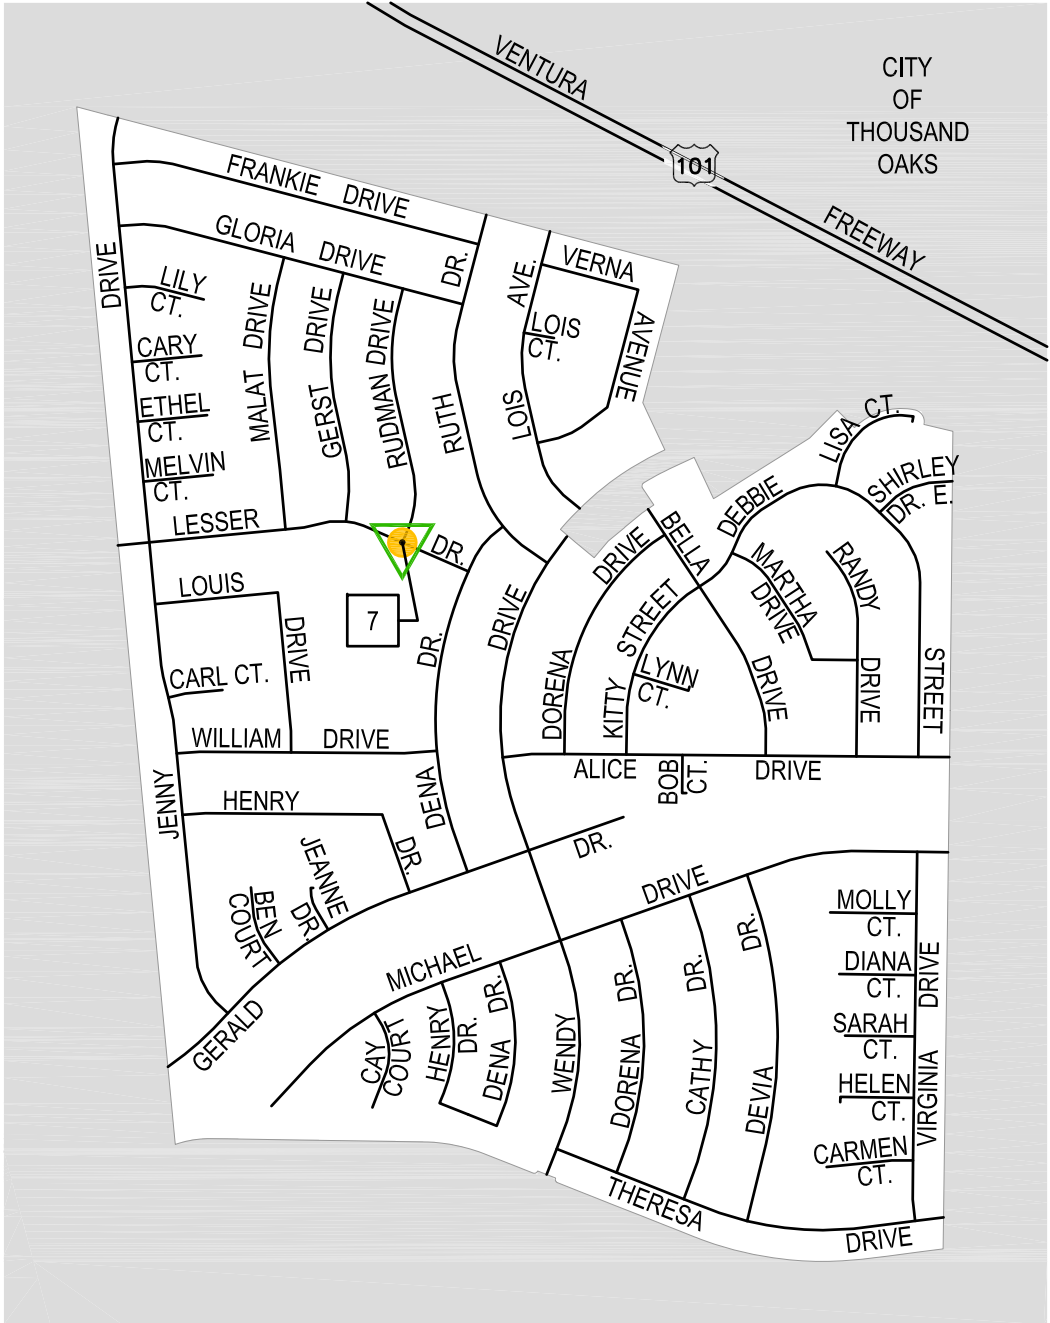 VENTURA
101
FREEWAY
CITY
OF
THOUSAND
OAKS
FRANKIE DRIVE
GLORIA DRIVE
DR.
AVE.
VERNA
AVENUE
DRIVE
LILY
CT.
CARY
CT.
ETHEL
CT.
MELVIN
CT.
MALAT DRIVE
GERST DRIVE
RUDMAN DRIVE
RUTH
LOIS
LOIS
CT.
LISA CT.
SHIRLEY
DR. E.
LESSER
DR.
DEBBIE
BELLA
DRIVE
MARTHA
DRIVE
RANDY
DRIVE
STREET
LOUIS
DRIVE
7
DR.
DRIVE
DRIVE
DORENA
STREET
KITTY
LYNN
CT.
CARL CT.
WILLIAM DRIVE
ALICE
BOB
CT.
DRIVE
JENNY
HENRY
DR.
DENA
DR.
JEANNE
DR.
BEN
COURT
GERALD
MICHAEL
DRIVE
CAY
COURT
HENRY
DR.
DENA
DR.
WENDY
DORENA
DR.
CATHY
DR.
DEVIA
DR.
MOLLY
CT.
DIANA
CT.
SARAH
CT.
HELEN
CT.
CARMEN
CT.
VIRGINIA
DRIVE
THERESA
DRIVE